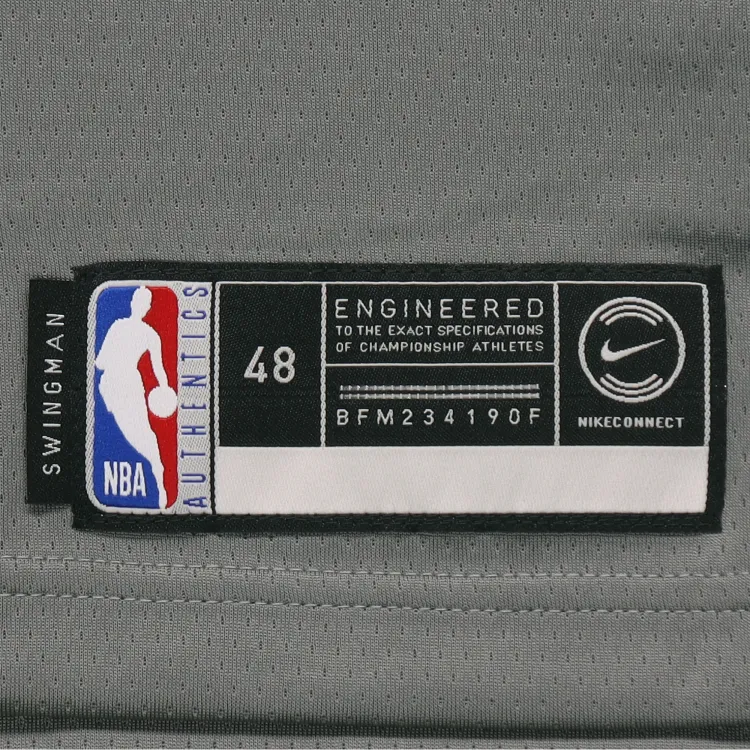 SWINGMAN
NBA
AUTHENTICS
48
ENGINEERED
TO THE EXACT SPECIFICATIONS
OF CHAMPIONSHIP ATHLETES
BFM234190F
NIKECONNECT